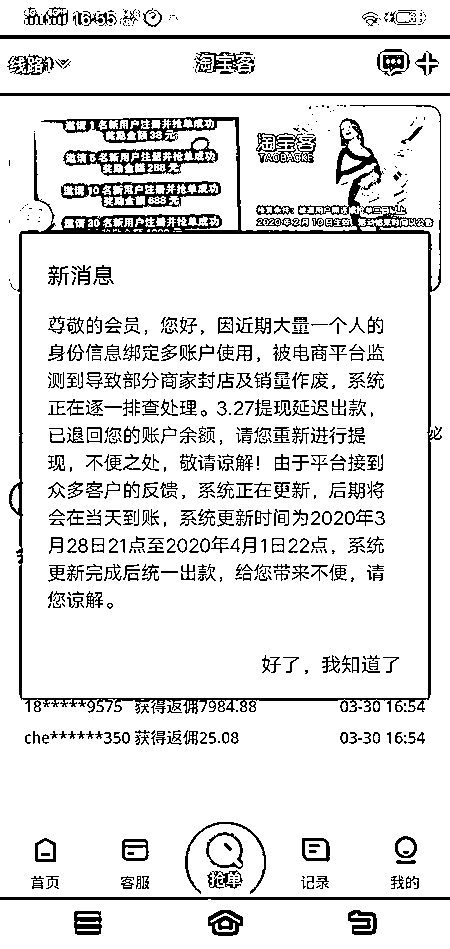 16:55
线路1
淘宝客
邀请1名新用户注册并抢单成功
奖励金额38元
邀请5名新用户注册并抢单成功
奖励金额288元
邀请10名新用户注册并抢单成功
奖励金额688元
邀请20名新用户注册并抢单成功
淘宝客
TAOBAOKE
新消息
尊敬的会员，您好，因近期大量一个人的
身份信息绑定多账户使用，被电商平台监
测到导致部分商家封店及销量作废，系统
正在逐一排查处理。3.27提现延迟出款，
已退回您的账户余额，请您重新进行提
现，不便之处，敬请谅解！由于平台接到
众多客户的反馈，系统正在更新，后期将
会在当天到账，系统更新时间为2020年3
月28日21点至2020年4月1日22点，系统
更新完成后统一出款，给您带来不便，请
您谅解。
好了，我知道了
18*****9575 获得返佣7984.88 03-30 16:54
che******350 获得返佣25.08 03-30 16:54
首页 客服 抢单 记录 我的